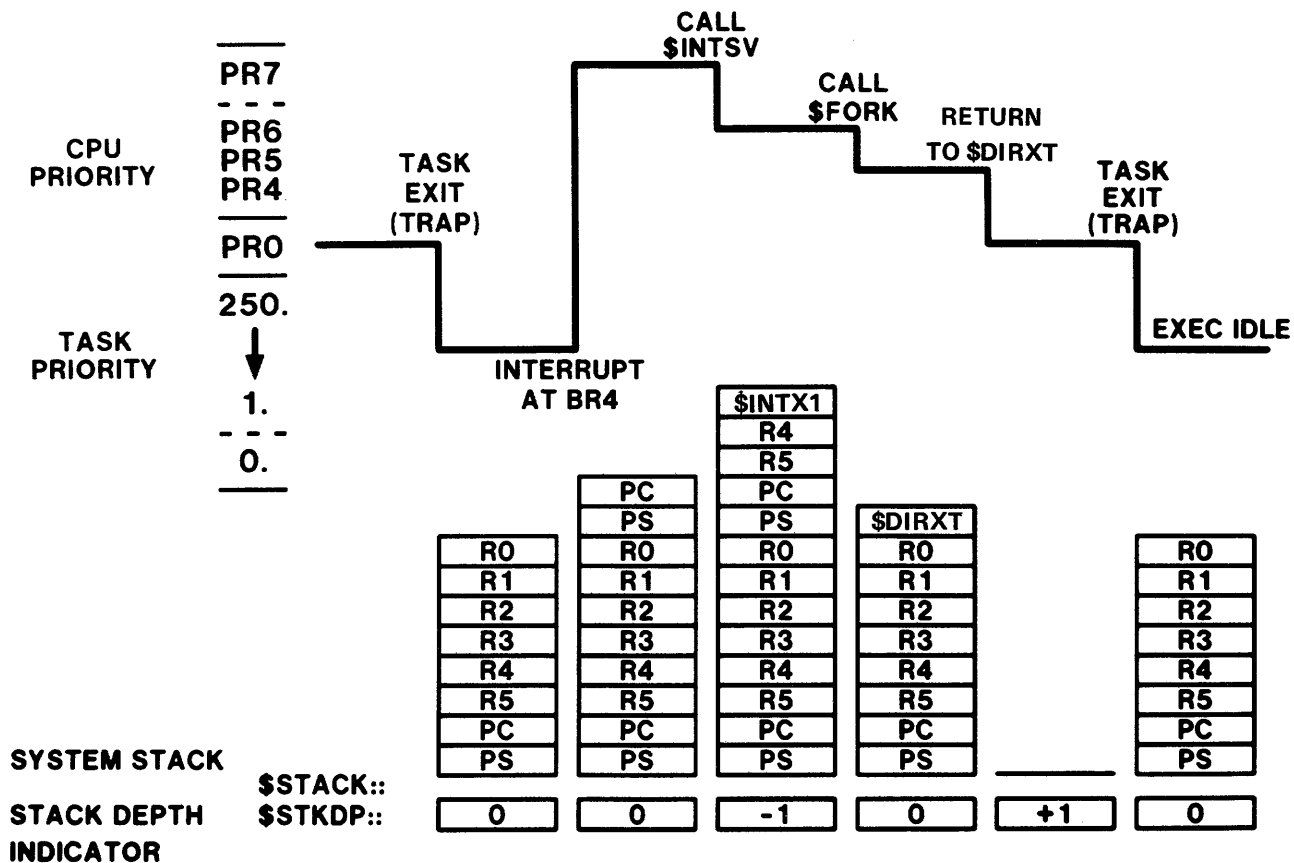 CALL
$INTSV
PR7
CALL
$FORK
PR6
PR5
PR4
CPU
PRIORITY
RETURN
TO $DIRXT
TASK
EXIT
(TRAP)
TASK
EXIT
(TRAP)
PR0
250.
TASK
PRIORITY
1.
0.
INTERRUPT
AT BR4
EXEC IDLE
R0
R1
R2
R3
R4
R5
PC
PS
PC
PS
R0
R1
R2
R3
R4
R5
PC
PS
$INTX1
R4
R5
PC
PS
R0
R1
R2
R3
R4
R5
PC
PS
$DIRXT
R0
R1
R2
R3
R4
R5
PC
PS
R0
R1
R2
R3
R4
R5
PC
PS
SYSTEM STACK
$STACK::
STACK DEPTH $STKDP:: 0 0 -1 0 +1 0
INDICATOR